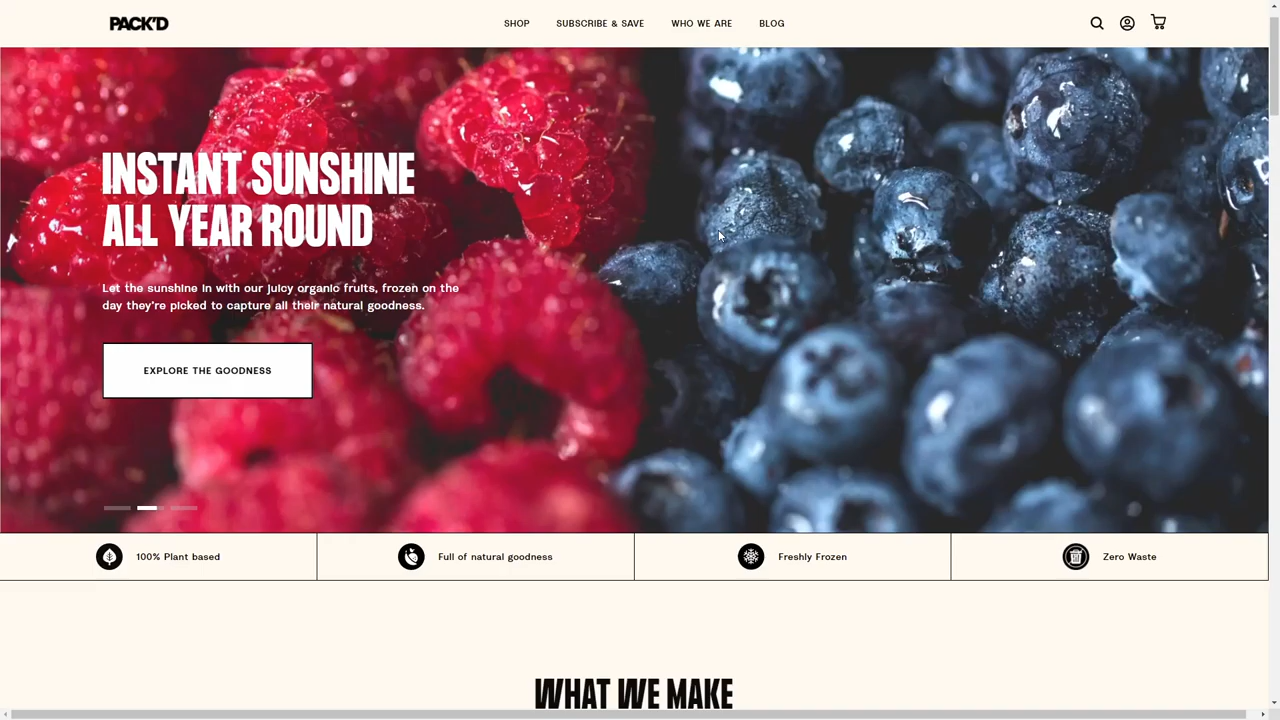 PACK'D
SHOP
SUBSCRIBE & SAVE
WHO WE ARE
BLOG
INSTANT SUNSHINE
ALL YEAR ROUND
Let the sunshine in with our juicy organic fruits, frozen on the
day they're picked to capture all their natural goodness.
EXPLORE THE GOODNESS
100% Plant based
Full of natural goodness
Freshly Frozen
Zero Waste
WHAT WE MAKE